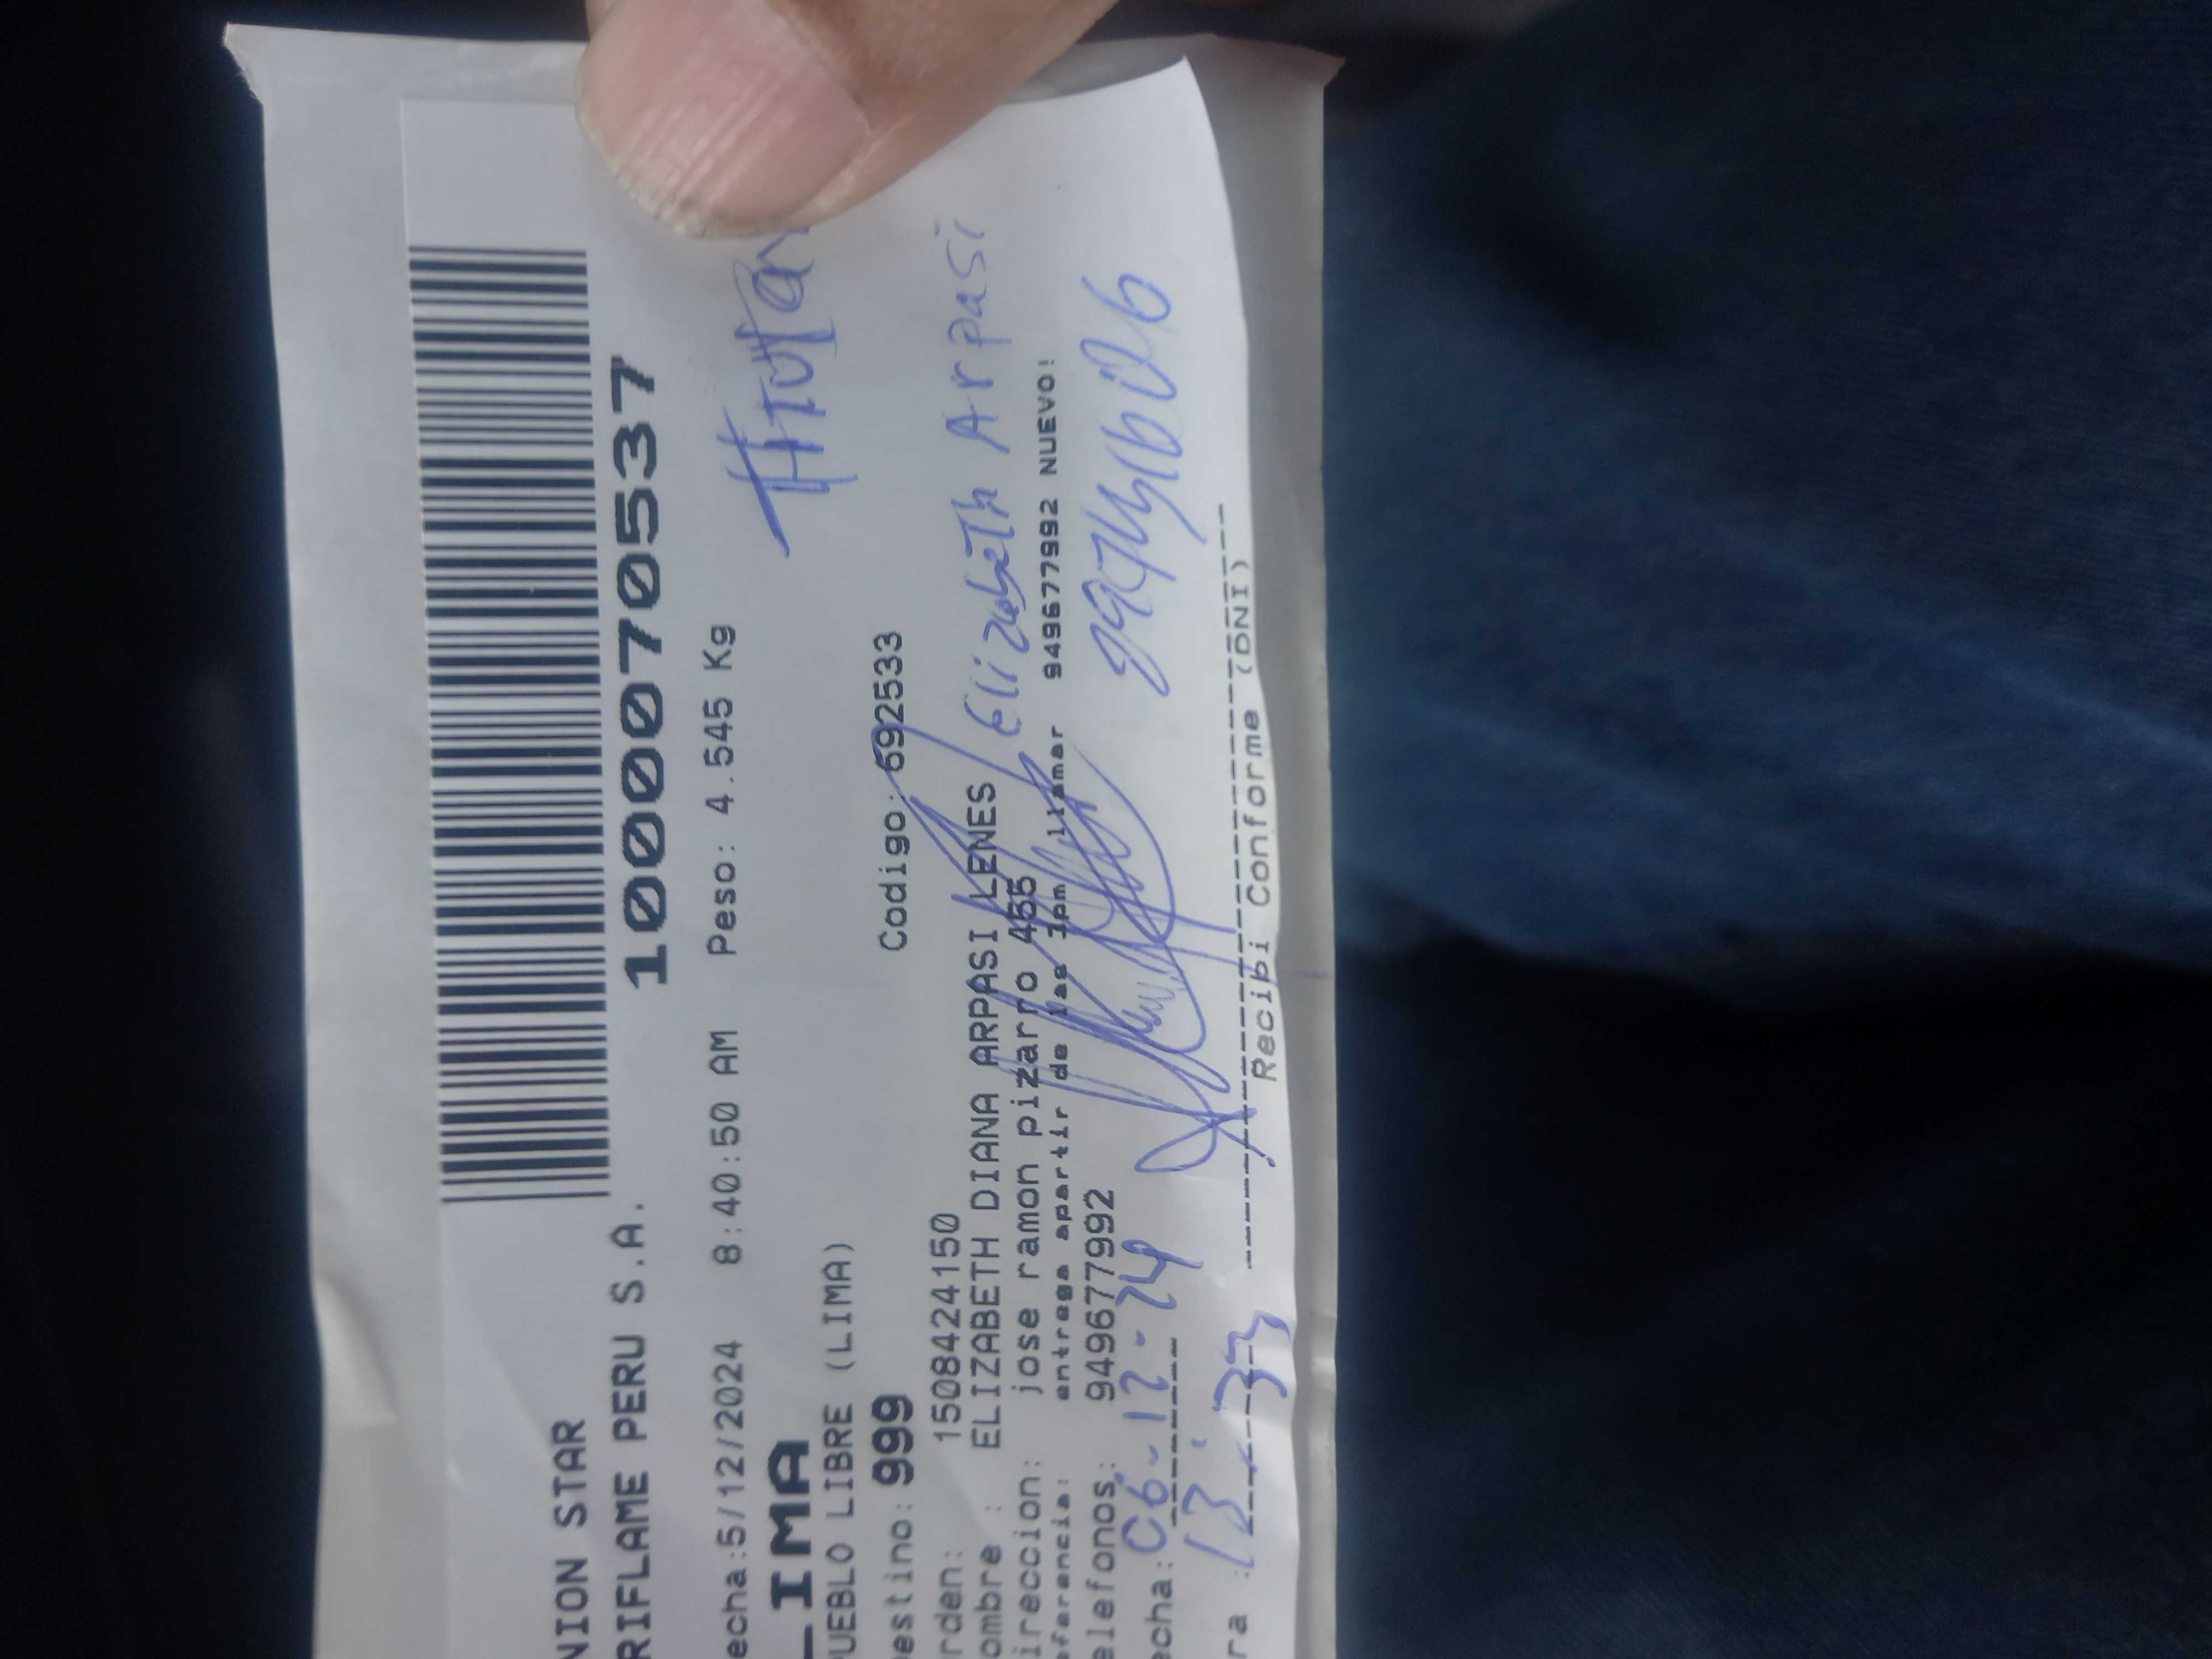 NION STAR
RIFLAME PERU S.A.
1000070537
echa:5/12/2024 8:40:50 AM Peso: 4.545 Kg
LIMA
PUEBLO LIBRE (LIMA)
estino: 999 Codigo: 692533
rden: 1508424150
ombre : ELIZABETH DIANA ARPASI LENES Elizabeth Arpasi
ireccion: jose ramon pizarro 455
eferencia: entrega apartir de las 3pm llamar 949677992 NUEVO!
elefonos: 949677992
echa: 06-12-24
ra : 13:33
Recibi Conforme (DNI)